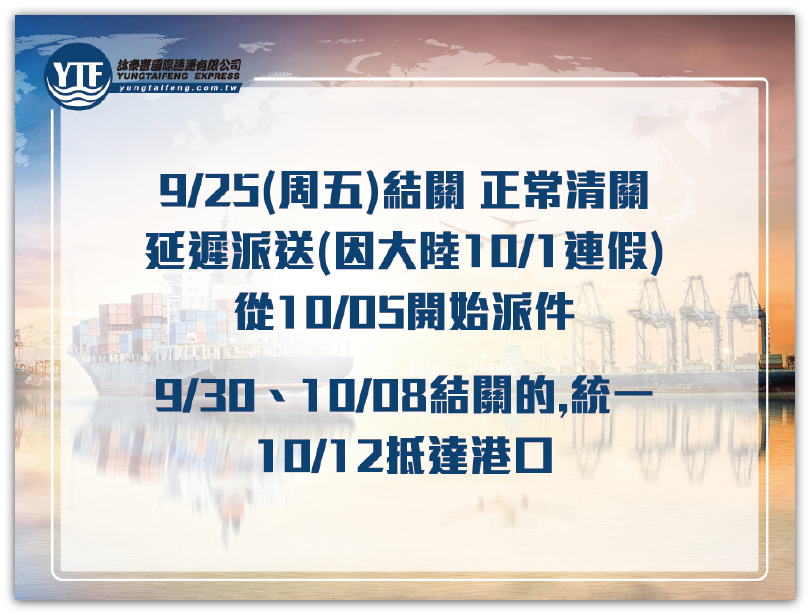 YTF
詠泰豐國際通運有限公司
YUNGTAIFENG EXPRESS
yungtaifeng.com.tw
9/25(周五)結關 正常清關
延遲派送(因大陸10/1連假)
從10/05開始派件
9/30、10/08結關的,統一
10/12抵達港口